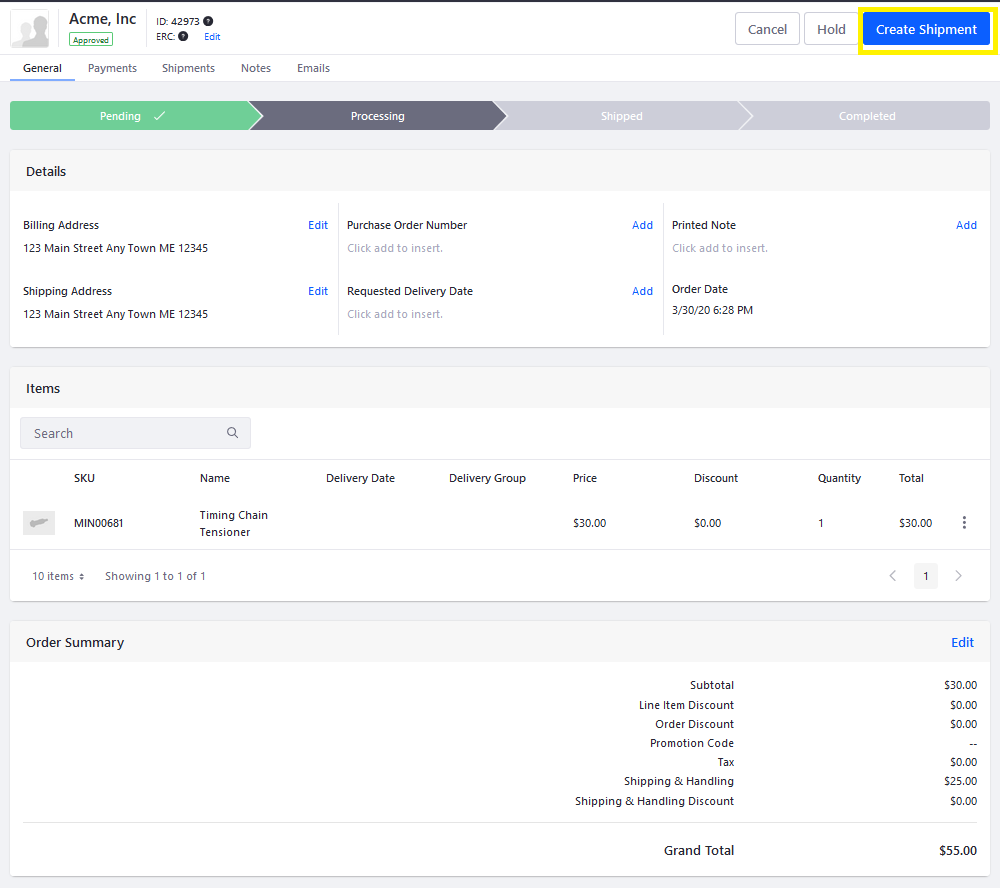 Acme, Inc
Approved
ID: 42973 ?
ERC: ? Edit
Cancel Hold Create Shipment
General Payments Shipments Notes Emails
Pending Processing Shipped Completed
Details
Billing Address Edit
123 Main Street Any Town ME 12345
Shipping Address Edit
123 Main Street Any Town ME 12345
Purchase Order Number Add
Click add to insert.
Requested Delivery Date Add
Click add to insert.
Printed Note Add
Click add to insert.
Order Date
3/30/20 6:28 PM
Items
Search
SKU Name Delivery Date Delivery Group Price Discount Quantity Total
MIN00681 Timing Chain Tensioner $30.00 $0.00 1 $30.00
10 items Showing 1 to 1 of 1 1
Order Summary Edit
Subtotal $30.00
Line Item Discount $0.00
Order Discount $0.00
Promotion Code --
Tax $0.00
Shipping & Handling $25.00
Shipping & Handling Discount $0.00
Grand Total $55.00